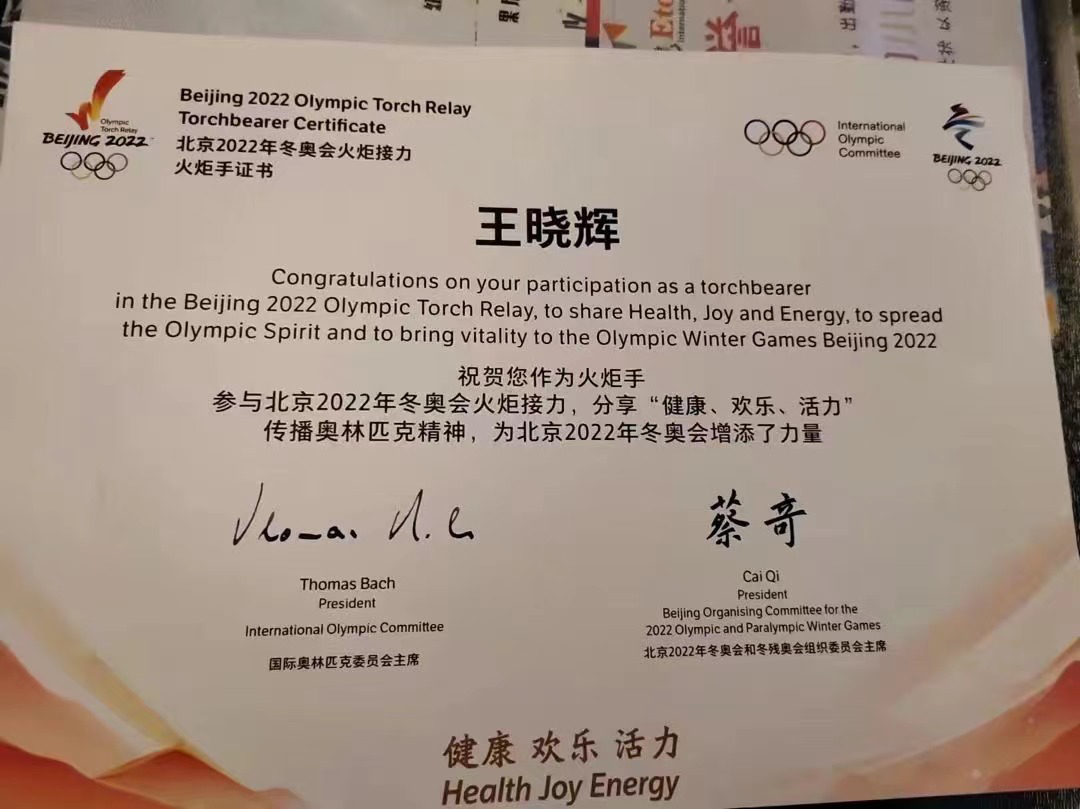 Olympic
Torch Relay
BEIJING 2022
Beijing 2022 Olympic Torch Relay
Torchbearer Certificate
北京2022年冬奥会火炬接力
火炬手证书
International
Olympic
Committee
BEIJING 2022
王晓辉
Congratulations on your participation as a torchbearer
in the Beijing 2022 Olympic Torch Relay, to share Health, Joy and Energy, to spread
the Olympic Spirit and to bring vitality to the Olympic Winter Games Beijing 2022
祝贺您作为火炬手
参与北京2022年冬奥会火炬接力，分享“健康、欢乐、活力”
传播奥林匹克精神，为北京2022年冬奥会增添了力量
蔡奇
Thomas Bach
President
International Olympic Committee
国际奥林匹克委员会主席
Cai Qi
President
Beijing Organising Committee for the
2022 Olympic and Paralympic Winter Games
北京2022年冬奥会和冬残奥会组织委员会主席
健康 欢乐 活力
Health Joy Energy